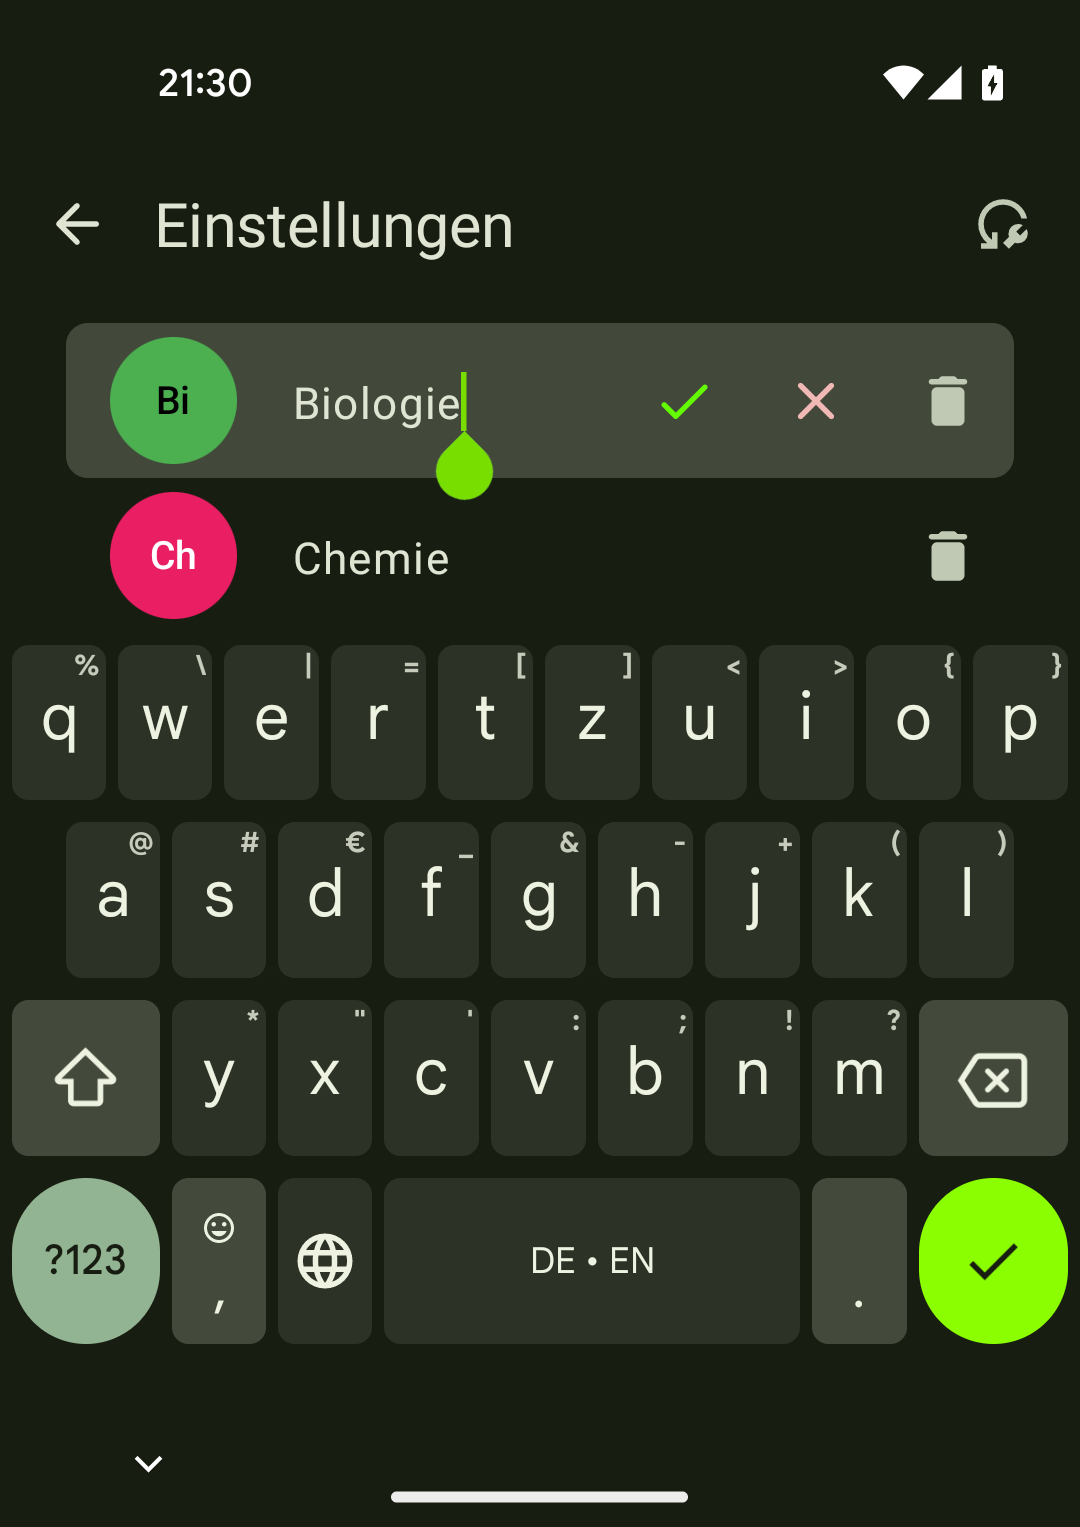 21:30
Einstellungen
Bi Biologie
Ch Chemie
% \ | = [ ] < > { }
q w e r t z u i o p
@ # € _ & - + ( )
a s d f g h j k l
* " ' : ; ! ?
y x c v b n m
?123 , DE • EN .